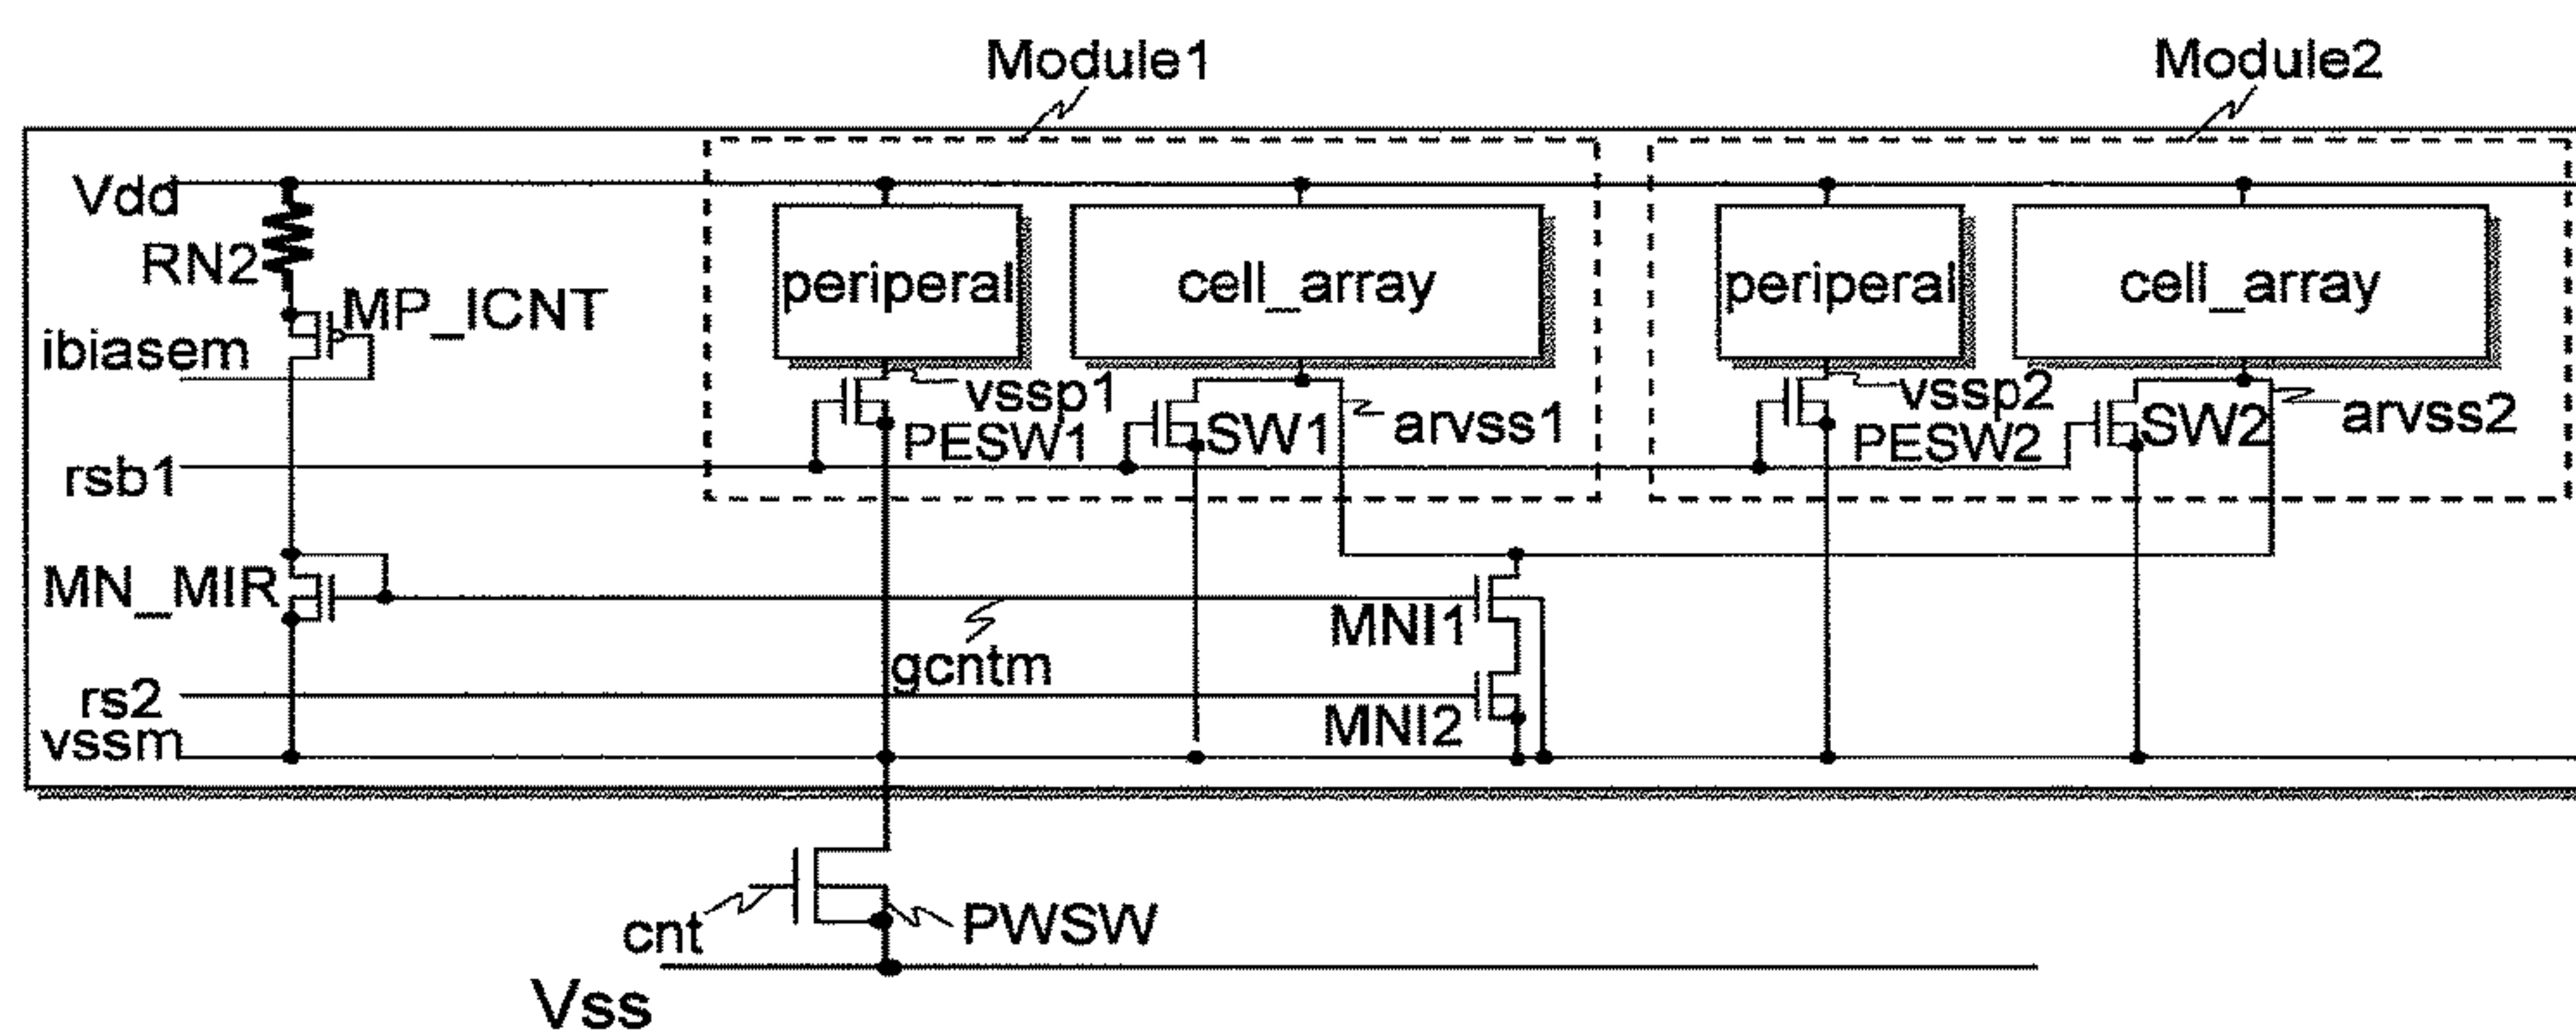 Module1
Module2
Vdd
RN2
MP_ICNT
ibiasem
periperal
cell_array
periperal
cell_array
vssp1
PESW1
SW1
arvss1
vssp2
PESW2
SW2
arvss2
rsb1
MN_MIR
MNI1
gcntm
rs2
MNI2
vssm
cnt
PWSW
Vss